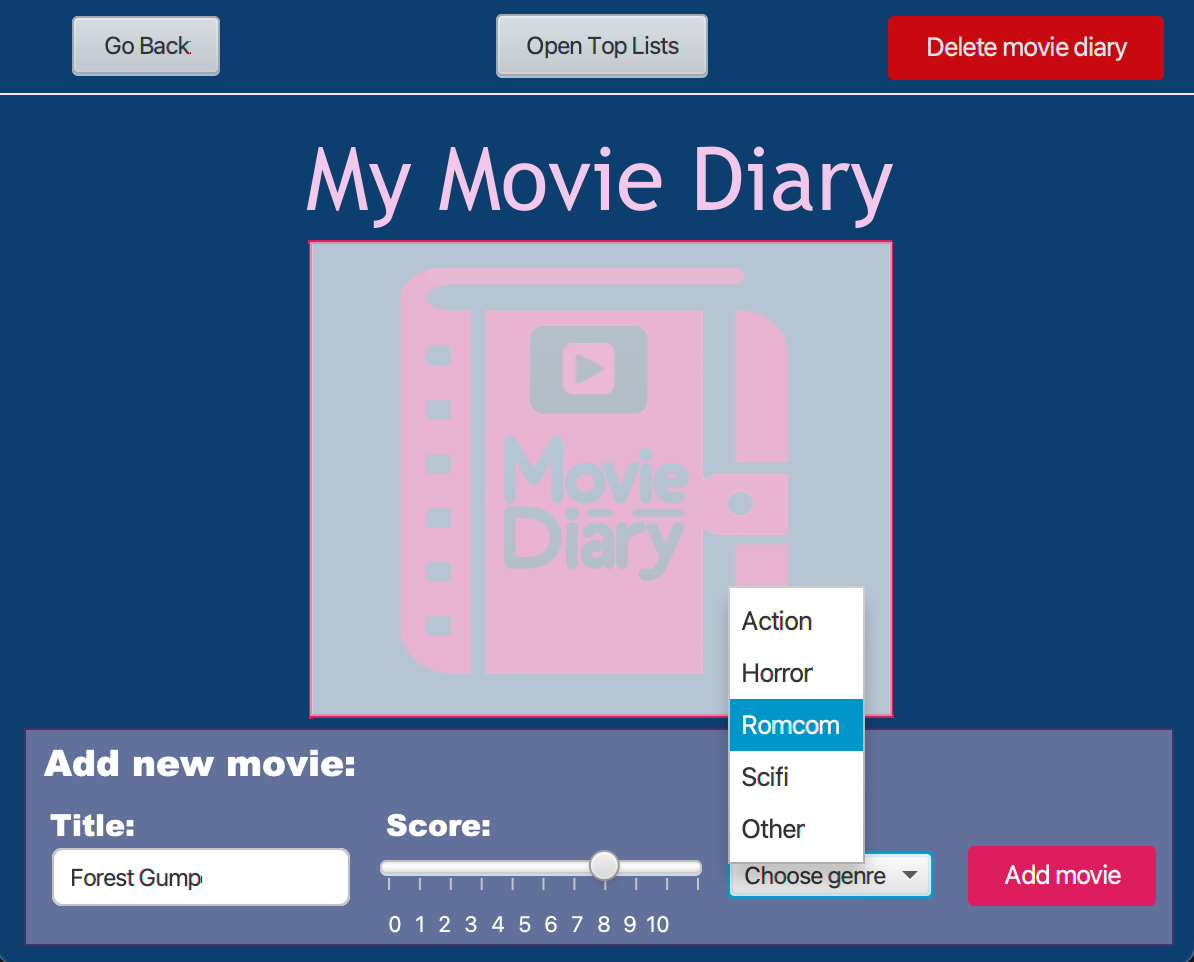 Go Back
Open Top Lists
Delete movie diary
My Movie Diary
Movie
Diary
Action
Horror
Romcom
Scifi
Other
Add new movie:
Title:
Score:
Forest Gump
Choose genre
Add movie
0 1 2 3 4 5 6 7 8 9 10